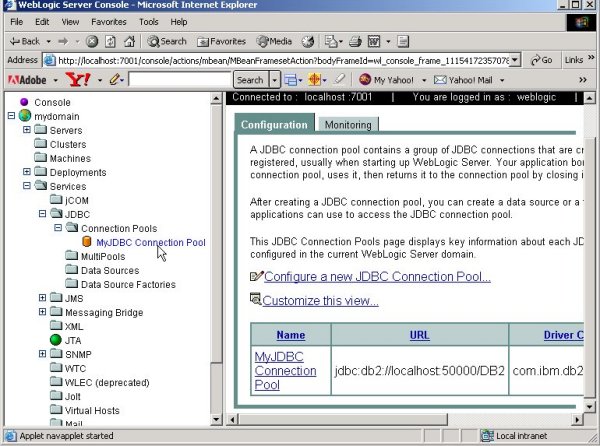 WebLogic Server Console - Microsoft Internet Explorer
File Edit View Favorites Tools Help
Back Search Favorites Media
Address http://localhost:7001/console/actions/mbean/MBeanFramesetAction?bodyFrameId=wl_console_frame_1115417235707& Go Links »
Adobe Y! Search My Yahoo! Yahoo! Mail »
Console
mydomain
Servers
Clusters
Machines
Deployments
Services
jCOM
JDBC
Connection Pools
MyJDBC Connection Pool
MultiPools
Data Sources
Data Source Factories
JMS
Messaging Bridge
XML
JTA
SNMP
WTC
WLEC (deprecated)
Jolt
Virtual Hosts
Mail
Connected to : localhost :7001 | You are logged in as : weblogic |
Configuration Monitoring
A JDBC connection pool contains a group of JDBC connections that are cr
registered, usually when starting up WebLogic Server. Your application bor
connection pool, uses it, then returns it to the connection pool by closing i
After creating a JDBC connection pool, you can create a data source or a
applications can use to access the JDBC connection pool.
This JDBC Connection Pools page displays key information about each JD
configured in the current WebLogic Server domain.
Configure a new JDBC Connection Pool...
Customize this view...
Name URL Driver C
MyJDBC Connection Pool jdbc:db2://localhost:50000/DB2 com.ibm.db2
Applet navapplet started Local intranet